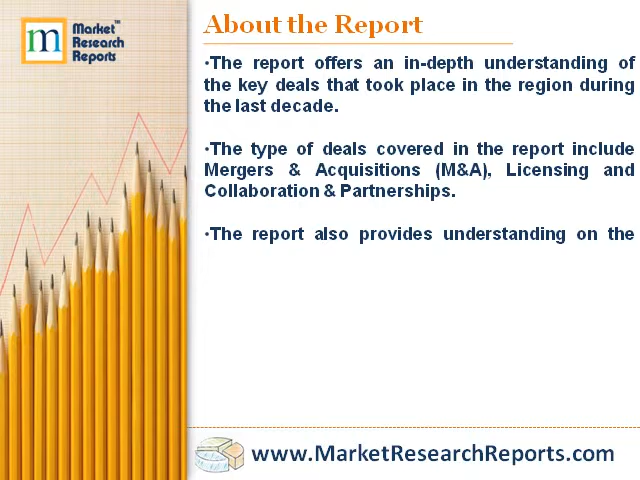 m
Market
Research
Reports
™
About the Report
•The report offers an in-depth understanding of
the key deals that took place in the region during
the last decade.
•The type of deals covered in the report include
Mergers & Acquisitions (M&A), Licensing and
Collaboration & Partnerships.
•The report also provides understanding on the
www.MarketResearchReports.com